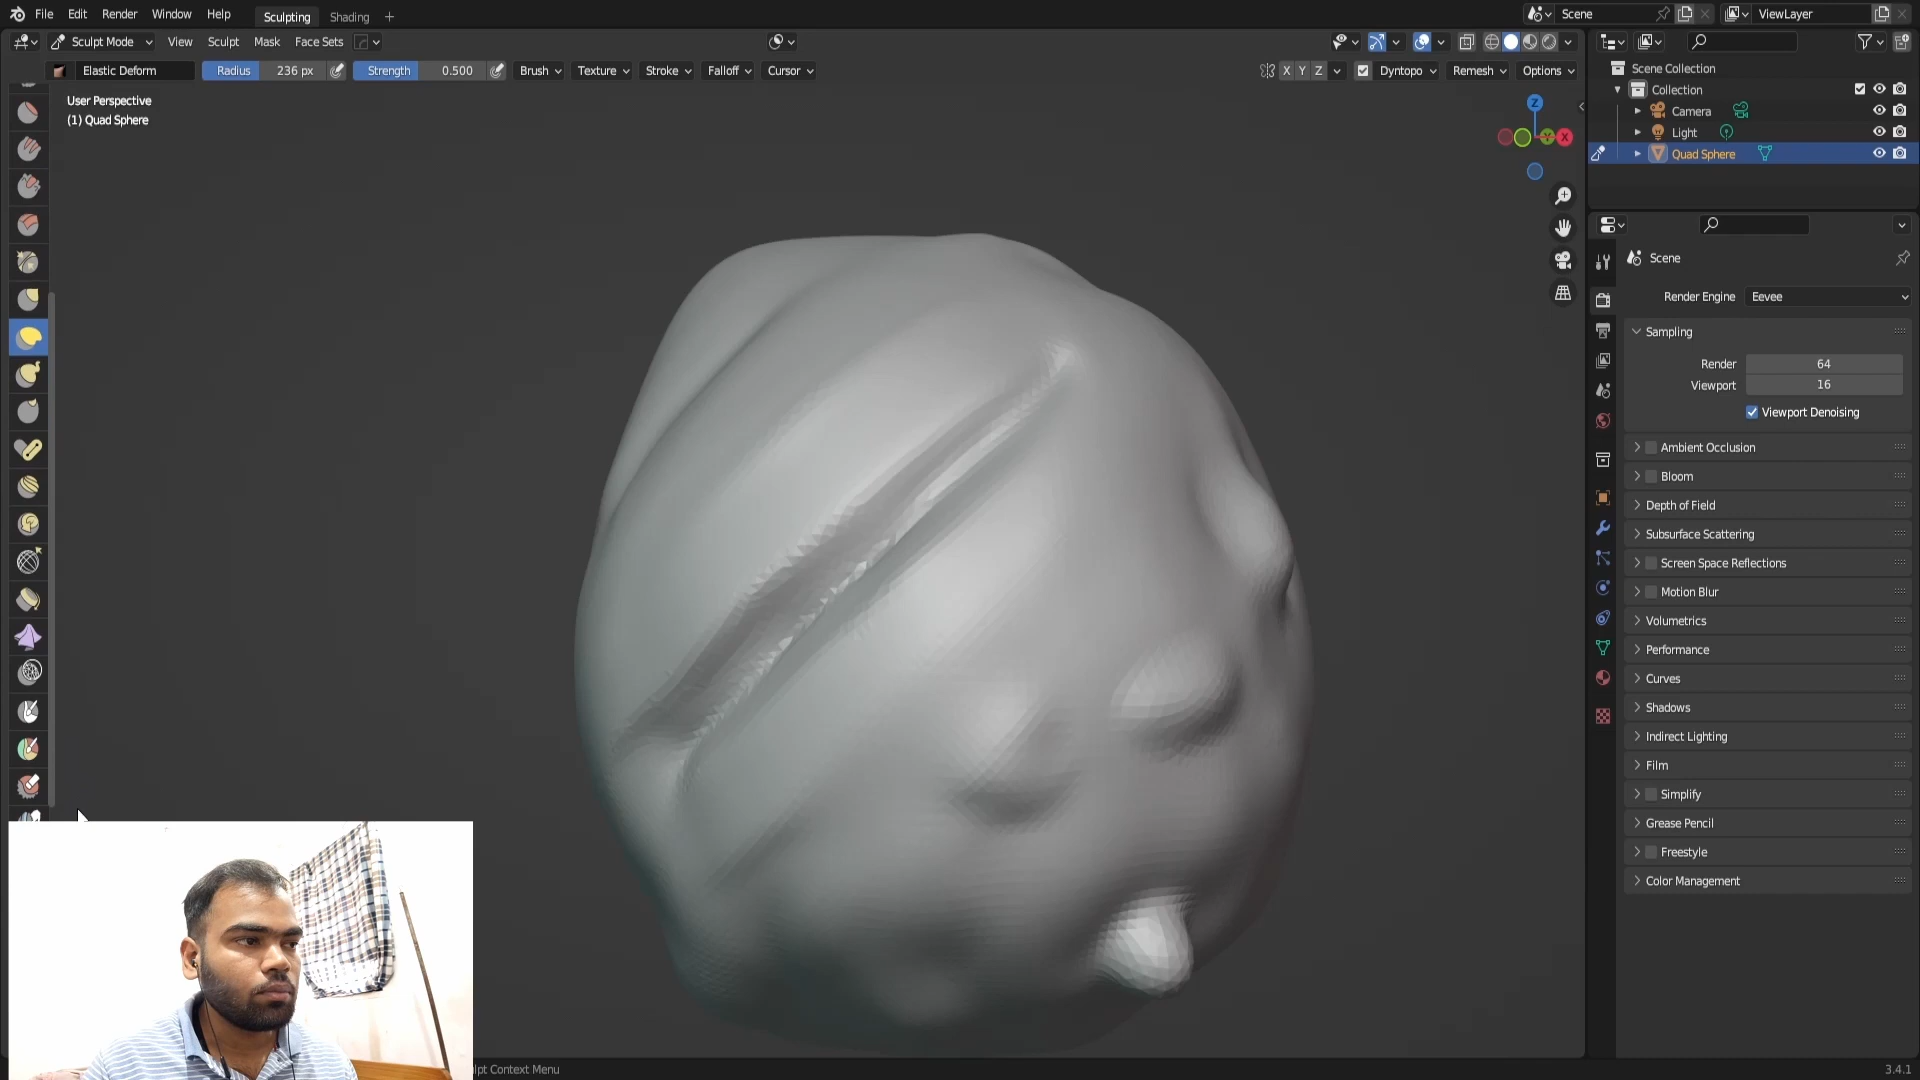 File Edit Render Window Help Sculpting Shading + Scene ViewLayer
Sculpt Mode View Sculpt Mask Face Sets
Elastic Deform Radius 236 px Strength 0.500 Brush Texture Stroke Falloff Cursor X Y Z Dyntopo Remesh Options
User Perspective
(1) Quad Sphere
Z
Y
X
Scene Collection
Collection
Camera
Light
Quad Sphere
Scene
Render Engine Eevee
Sampling
Render 64
Viewport 16
Viewport Denoising
Ambient Occlusion
Bloom
Depth of Field
Subsurface Scattering
Screen Space Reflections
Motion Blur
Volumetrics
Performance
Curves
Shadows
Indirect Lighting
Film
Simplify
Grease Pencil
Freestyle
Color Management
Context Menu
3.4.1